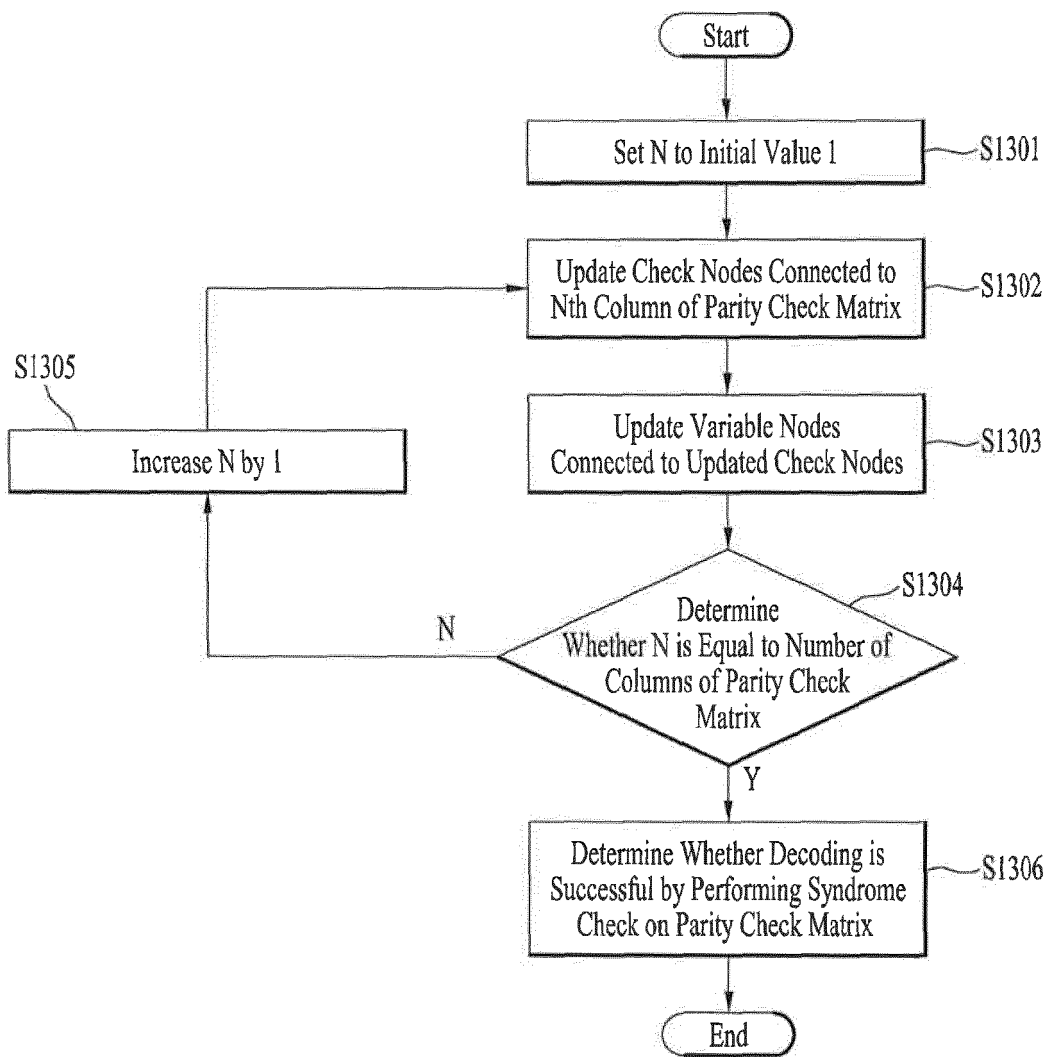 Start
Set N to Initial Value 1
S1301
Update Check Nodes Connected to
Nth Column of Parity Check Matrix
S1302
S1305
Increase N by 1
Update Variable Nodes
Connected to Updated Check Nodes
S1303
S1304
Determine
Whether N is Equal to Number of
Columns of Parity Check
Matrix
N
Y
Determine Whether Decoding is
Successful by Performing Syndrome
Check on Parity Check Matrix
S1306
End